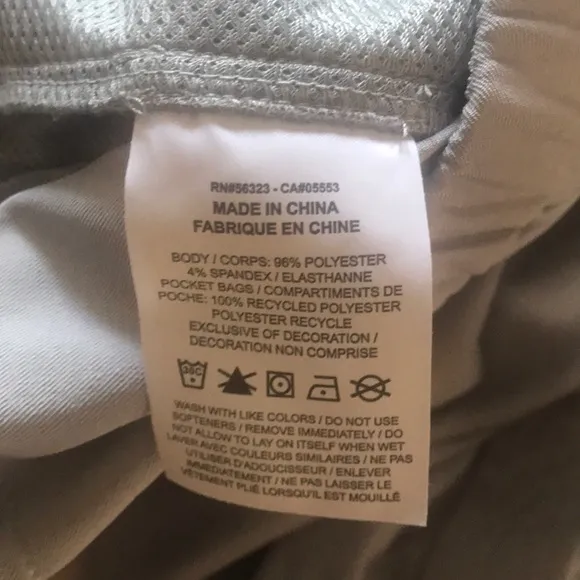 RN#56323 - CA#05553
MADE IN CHINA
FABRIQUE EN CHINE
BODY / CORPS: 96% POLYESTER
4% SPANDEX / ELASTHANNE
POCKET BAGS / COMPARTIMENTS DE
POCHE: 100% RECYCLED POLYESTER
POLYESTER RECYCLE
EXCLUSIVE OF DECORATION /
DECORATION NON COMPRISE
30C
WASH WITH LIKE COLORS / DO NOT USE
SOFTENERS / REMOVE IMMEDIATELY / DO
NOT ALLOW TO LAY ON ITSELF WHEN WET
LAVER AVEC COULEURS SIMILAIRES / NE PAS
UTILISER D'ADOUCISSEUR / ENLEVER
IMMÉDIATEMENT / NE PAS LAISSER LE
VÊTEMENT PLIÉ LORSQU'IL EST MOUILLÉ